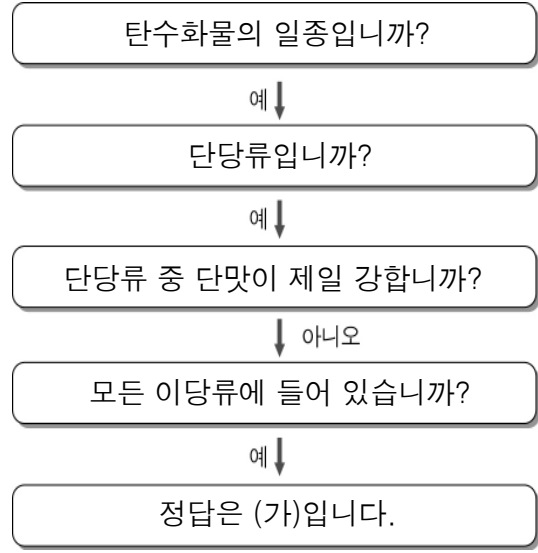 탄수화물의 일종입니까?
예
단당류입니까?
예
단당류 중 단맛이 제일 강합니까?
아니오
모든 이당류에 들어 있습니까?
예
정답은 (가)입니다.